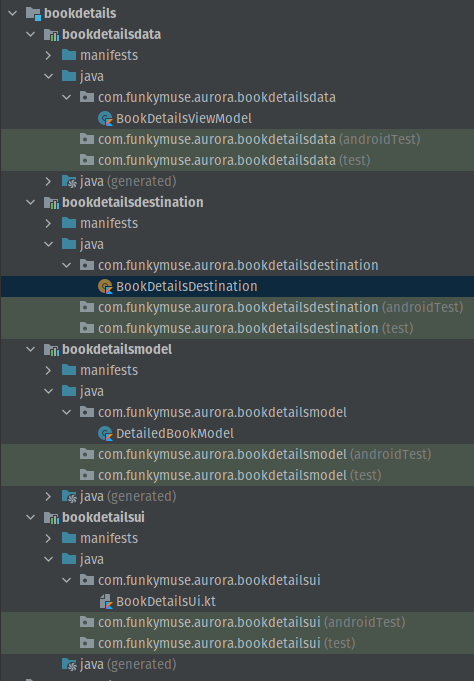 bookdetails
bookdetailsdata
manifests
java
com.funkymuse.aurora.bookdetailsdata
BookDetailsViewModel
com.funkymuse.aurora.bookdetailsdata (androidTest)
com.funkymuse.aurora.bookdetailsdata (test)
java (generated)
bookdetailsdestination
manifests
java
com.funkymuse.aurora.bookdetailsdestination
BookDetailsDestination
com.funkymuse.aurora.bookdetailsdestination (androidTest)
com.funkymuse.aurora.bookdetailsdestination (test)
bookdetailsmodel
manifests
java
com.funkymuse.aurora.bookdetailsmodel
DetailedBookModel
com.funkymuse.aurora.bookdetailsmodel (androidTest)
com.funkymuse.aurora.bookdetailsmodel (test)
java (generated)
bookdetailsui
manifests
java
com.funkymuse.aurora.bookdetailsui
BookDetailsUi.kt
com.funkymuse.aurora.bookdetailsui (androidTest)
com.funkymuse.aurora.bookdetailsui (test)
java (generated)